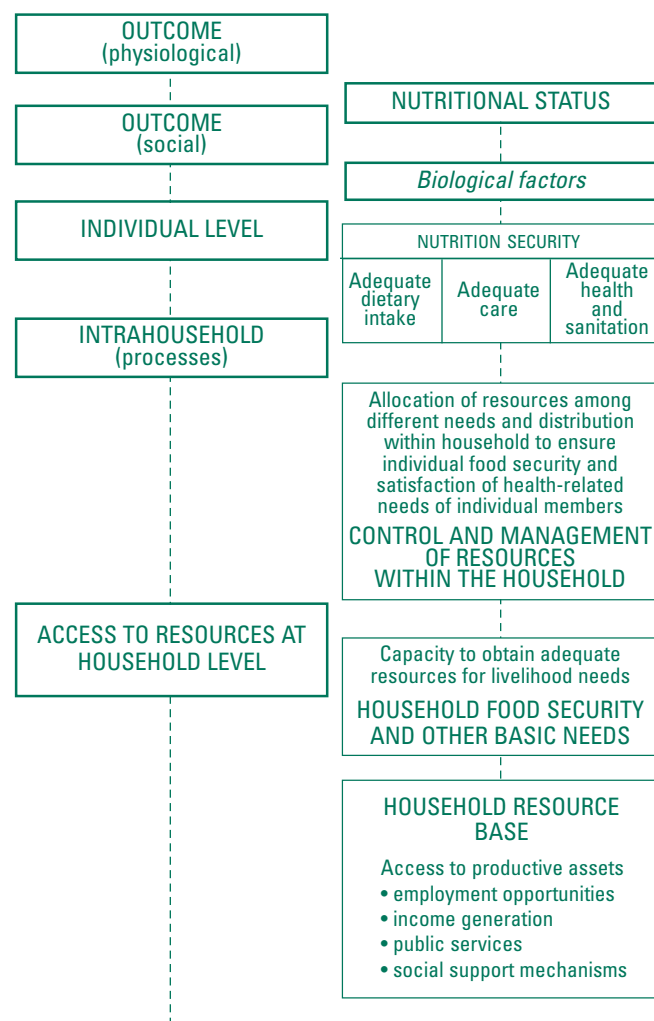 OUTCOME
(physiological)
OUTCOME
(social)
INDIVIDUAL LEVEL
INTRAHOUSEHOLD
(processes)
ACCESS TO RESOURCES AT
HOUSEHOLD LEVEL
NUTRITIONAL STATUS
Biological factors
NUTRITION SECURITY
Adequate
dietary
intake
Adequate
care
Adequate
health
and
sanitation
Allocation of resources among
different needs and distribution
within household to ensure
individual food security and
satisfaction of health-related
needs of individual members
CONTROL AND MANAGEMENT
OF RESOURCES
WITHIN THE HOUSEHOLD
Capacity to obtain adequate
resources for livelihood needs
HOUSEHOLD FOOD SECURITY
AND OTHER BASIC NEEDS
HOUSEHOLD RESOURCE
BASE
Access to productive assets
• employment opportunities
• income generation
• public services
• social support mechanisms